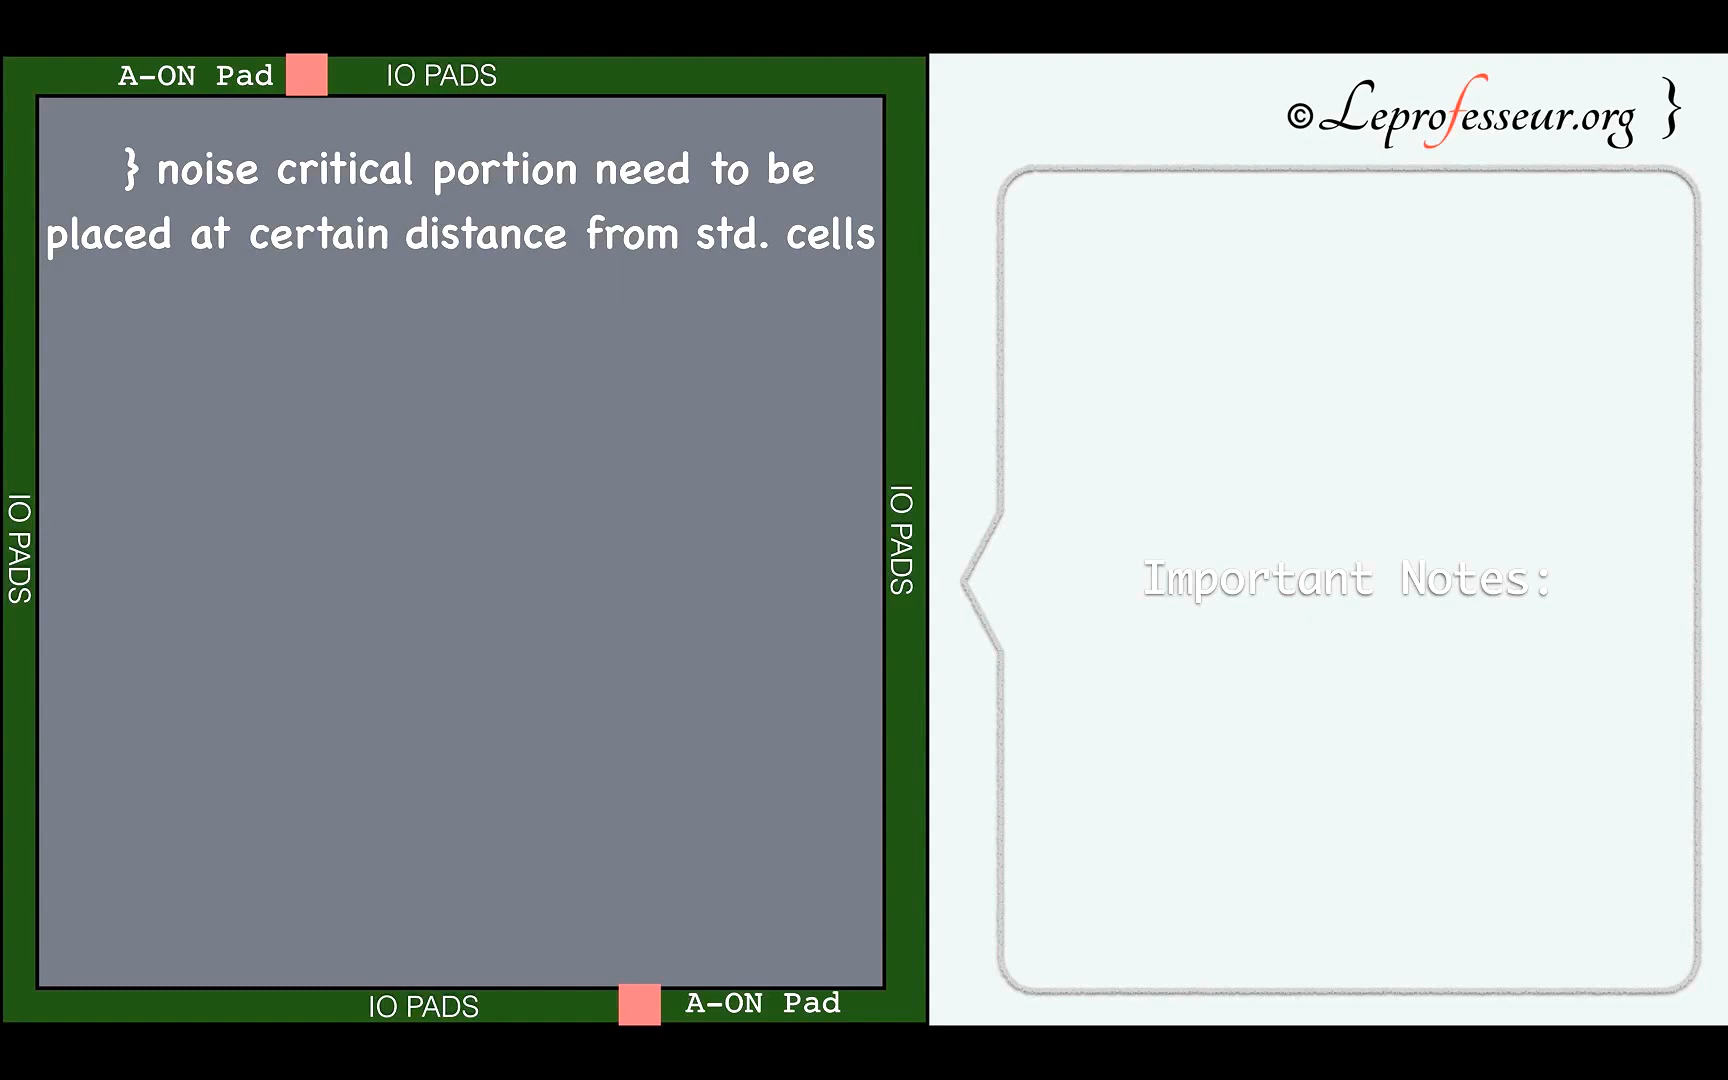 A-ON Pad
IO PADS
} noise critical portion need to be
placed at certain distance from std. cells
IO PADS
IO PADS
IO PADS
A-ON Pad
©Leprofesseur.org }
Important Notes: